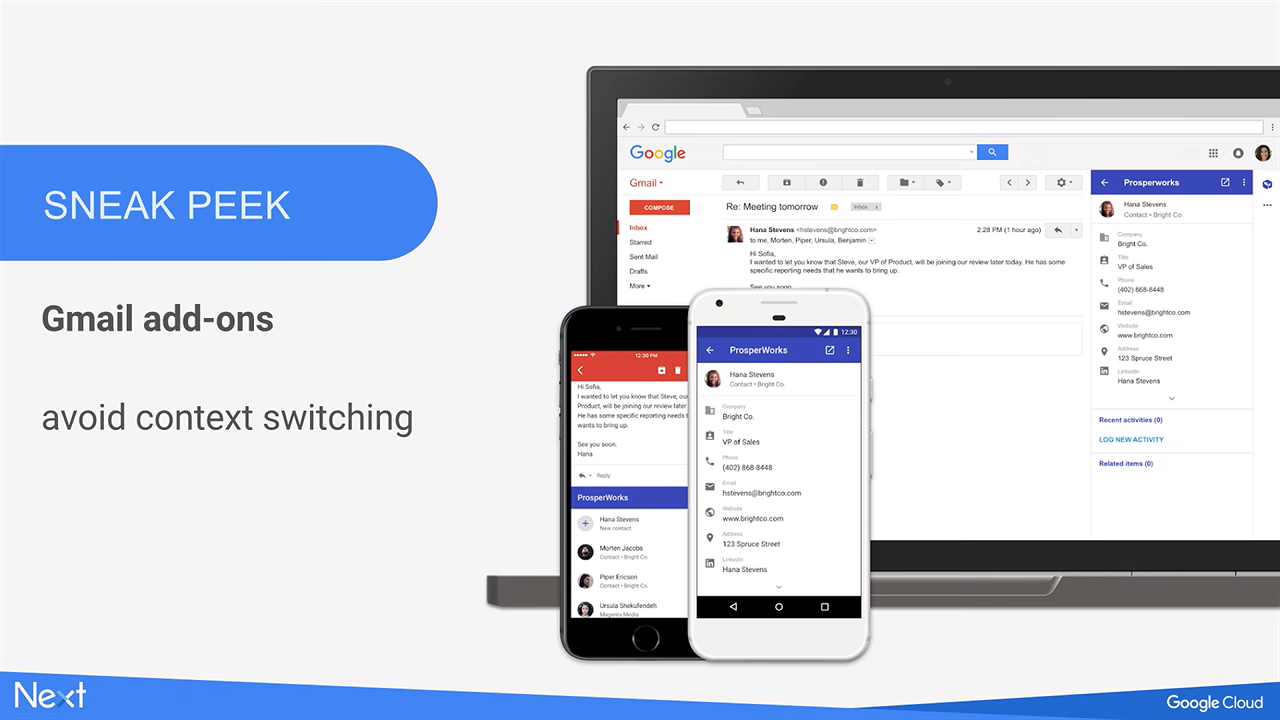 SNEAK PEEK
Gmail add-ons
avoid context switching
Google
Gmail
COMPOSE
Inbox
Starred
Sent Mail
Drafts
More
Re: Meeting tomorrow
Inbox x
Hana Stevens <hstevens@brightco.com>
2:28 PM (1 hour ago)
to me, Morten, Piper, Ursula, Benjamin
Hi Sofia,
I wanted to let you know that Steve, our VP of Product, will be joining our review later today. He has some
specific reporting needs that he wants to bring up.
See you soon
Prosperworks
Hana Stevens
Contact • Bright Co.
Company
Bright Co.
Title
VP of Sales
Phone
(402) 868-8448
Email
hstevens@brightco.com
Website
www.brightco.com
Address
123 Spruce Street
LinkedIn
Hana Stevens
Recent activities (0)
LOG NEW ACTIVITY
Related items (0)
12:30 PM
Hi Sofia,
I wanted to let you know that Steve, our
Product, will be joining our review later
He has some specific reporting needs t
wants to bring up.
See you soon.
Hana
Reply
ProsperWorks
Hana Stevens
New contact
Morten Jacobs
Contact • Bright Co.
Piper Ericson
Contact • Bright Co.
Ursula Shekufendeh
Magenta Media
12:30
ProsperWorks
Hana Stevens
Contact • Bright Co.
Company
Bright Co.
Title
VP of Sales
Phone
(402) 868-8448
Email
hstevens@brightco.com
Website
www.brightco.com
Address
123 Spruce Street
LinkedIn
Hana Stevens
Next
Google Cloud